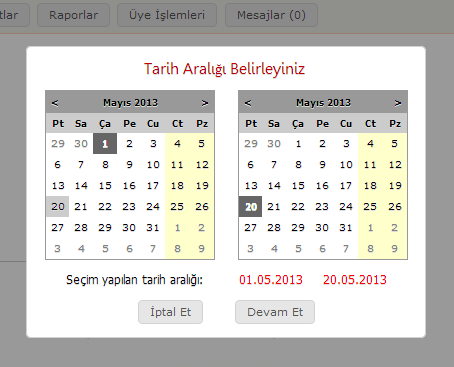 tlar Raporlar Üye İşlemleri Mesajlar (0)
Tarih Aralığı Belirleyiniz
< Mayıs 2013 > < Mayıs 2013 >
Pt Sa Ça Pe Cu Ct Pz Pt Sa Ça Pe Cu Ct Pz
29 30 1 2 3 4 5 29 30 1 2 3 4 5
6 7 8 9 10 11 12 6 7 8 9 10 11 12
13 14 15 16 17 18 19 13 14 15 16 17 18 19
20 21 22 23 24 25 26 20 21 22 23 24 25 26
27 28 29 30 31 1 2 27 28 29 30 31 1 2
3 4 5 6 7 8 9 3 4 5 6 7 8 9
Seçim yapılan tarih aralığı: 01.05.2013 20.05.2013
İptal Et Devam Et